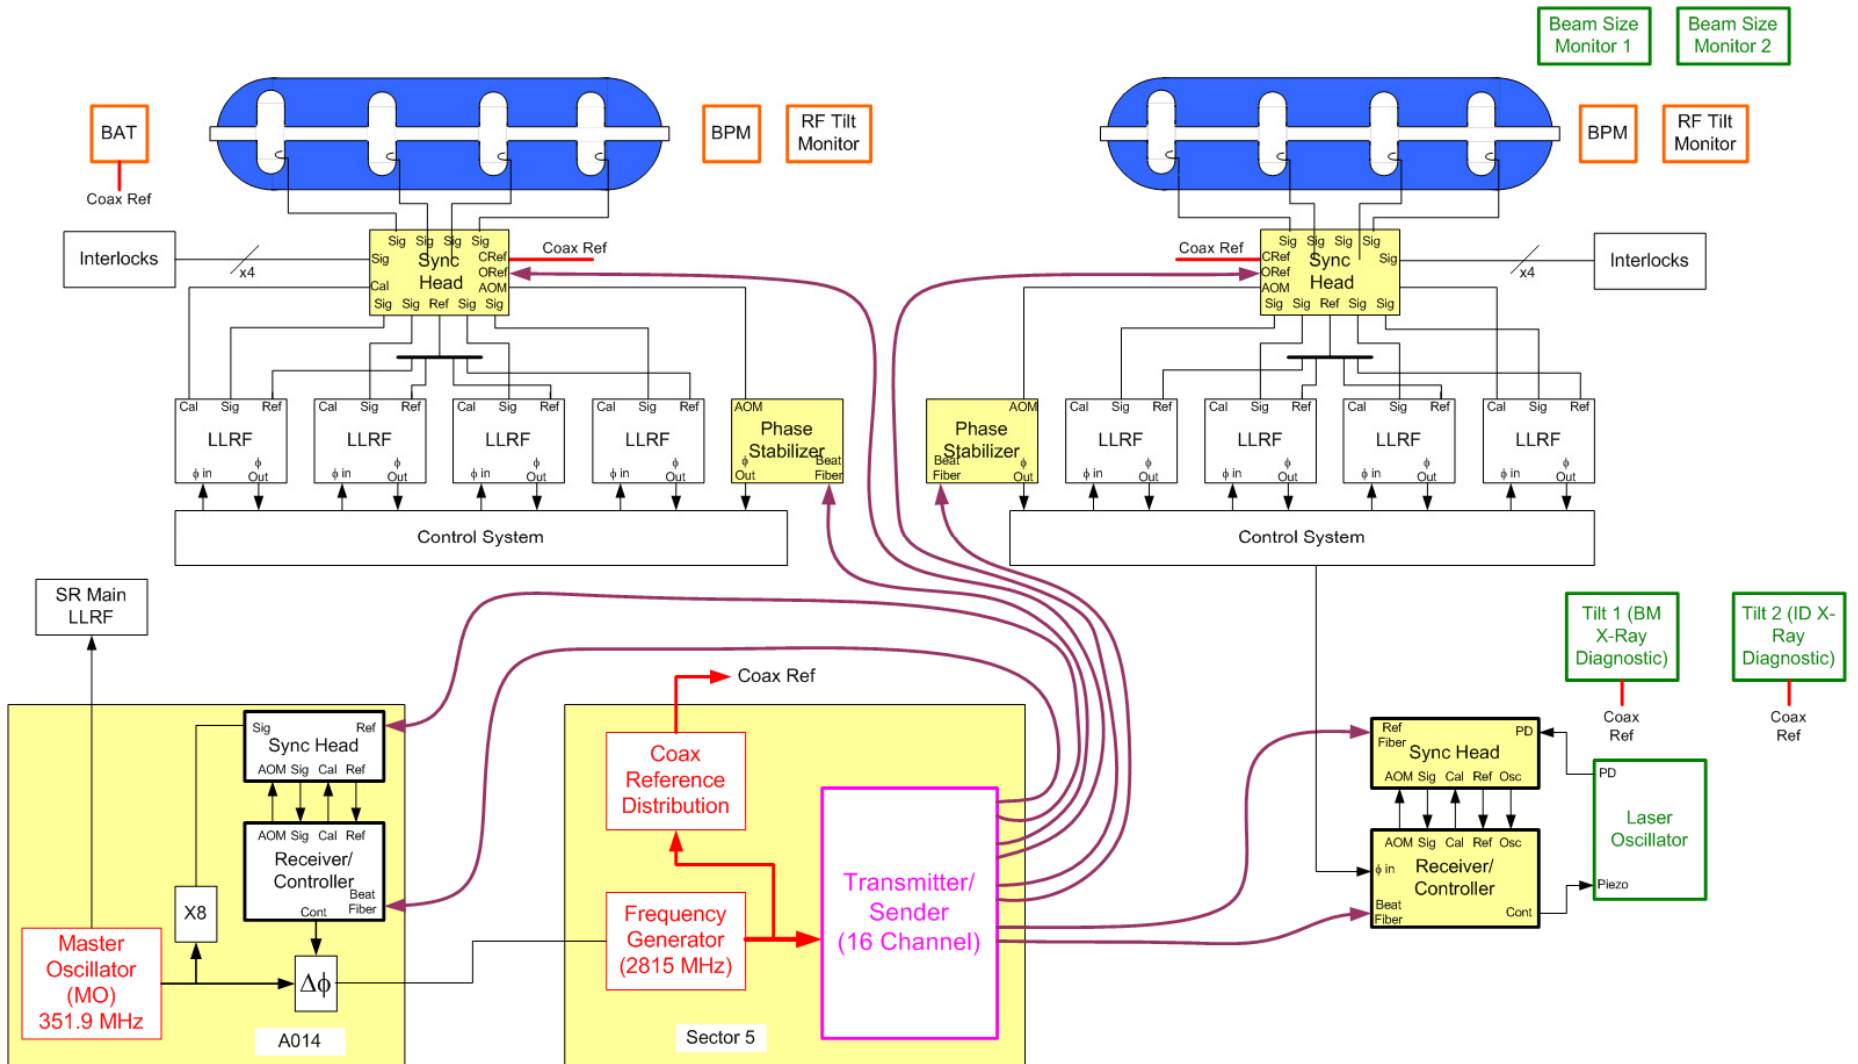 Beam Size
Monitor 1
Beam Size
Monitor 2
BAT
Coax Ref
BPM
RF Tilt
Monitor
BPM
RF Tilt
Monitor
Interlocks
x4
Sig Sig Sig Sig
Sig
CRef
Sync
Head
ORef
Cal
AOM
Sig Sig Ref Sig Sig
Coax Ref
Coax Ref
Sig Sig Sig Sig
CRef
Sig
Sync
Head
ORef
AOM
Sig Sig Ref Sig Sig
x4
Interlocks
Cal Sig Ref
LLRF
ϕ in
ϕ
Out
Cal Sig Ref
LLRF
ϕ in
ϕ
Out
Cal Sig Ref
LLRF
ϕ in
ϕ
Out
Cal Sig Ref
LLRF
ϕ in
ϕ
Out
AOM
Phase
Stabilizer
ϕ
Out
Beat
Fiber
AOM
Phase
Stabilizer
Beat
Fiber
ϕ
Out
Cal Sig Ref
LLRF
ϕ in
ϕ
Out
Cal Sig Ref
LLRF
ϕ in
ϕ
Out
Cal Sig Ref
LLRF
ϕ in
ϕ
Out
Cal Sig Ref
LLRF
ϕ in
ϕ
Out
Control System
Control System
SR Main
LLRF
Tilt 1 (BM
X-Ray
Diagnostic)
Coax
Ref
Tilt 2 (ID X-
Ray
Diagnostic)
Coax
Ref
Coax Ref
Sig Ref
Sync Head
AOM Sig Cal Ref
AOM Sig Cal Ref
Receiver/
Controller
Beat
Fiber
Cont
X8
Master
Oscillator
(MO)
351.9 MHz
Δϕ
A014
Coax
Reference
Distribution
Frequency
Generator
(2815 MHz)
Transmitter/
Sender
(16 Channel)
Sector 5
Ref
Fiber
PD
Sync Head
AOM Sig Cal Ref Osc
AOM Sig Cal Ref Osc
Receiver/
Controller
ϕ in
Beat
Fiber
Cont
PD
Laser
Oscillator
Piezo